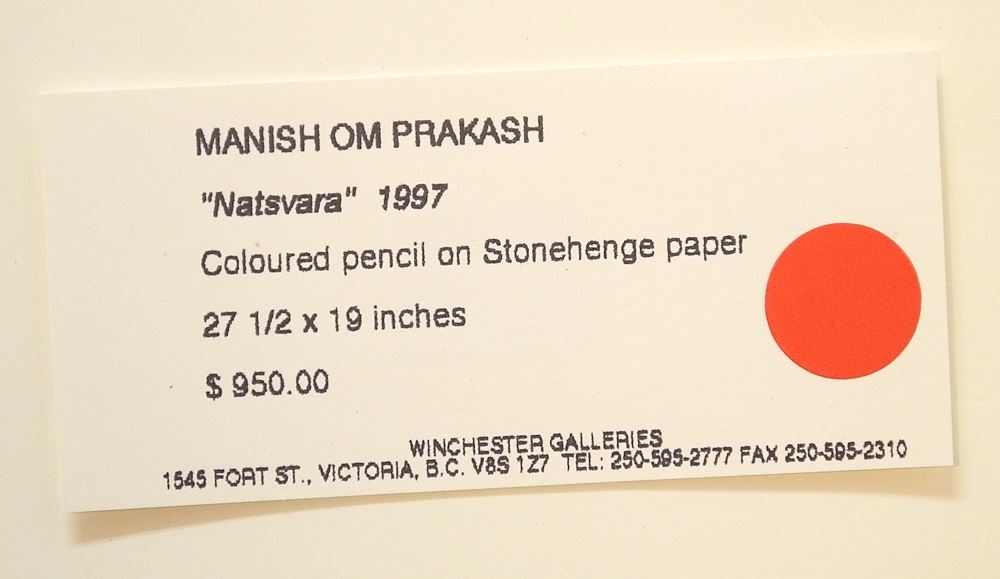 MANISH OM PRAKASH
"Natsvara" 1997
Coloured pencil on Stonehenge paper
27 1/2 x 19 inches
$ 950.00
WINCHESTER GALLERIES
1545 FORT ST., VICTORIA, B.C. V8S 1Z7 TEL: 250-595-2777 FAX 250-595-2310